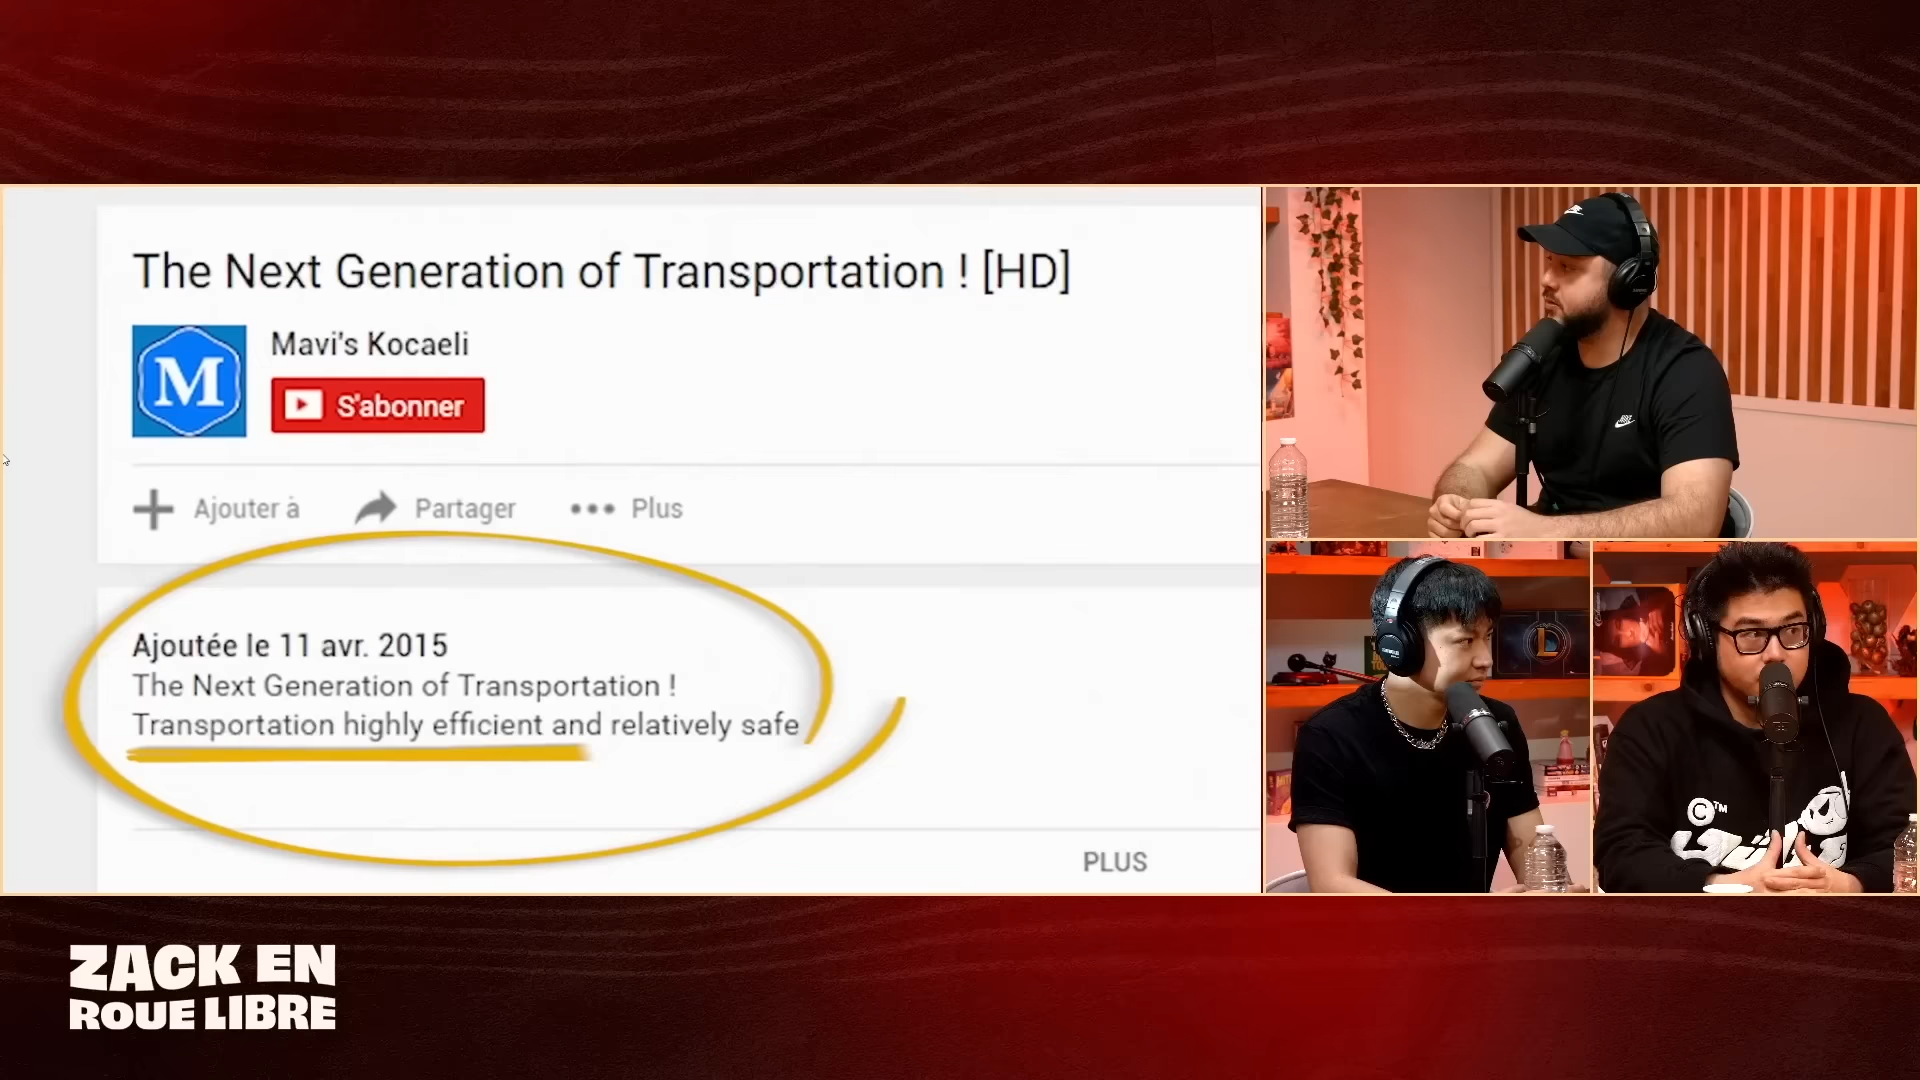 The Next Generation of Transportation ! [HD]
M
Mavi's Kocaeli
S'abonner
Ajouter à
Partager
Plus
Ajoutée le 11 avr. 2015
The Next Generation of Transportation !
Transportation highly efficient and relatively safe
PLUS
ZACK EN
ROUE LIBRE